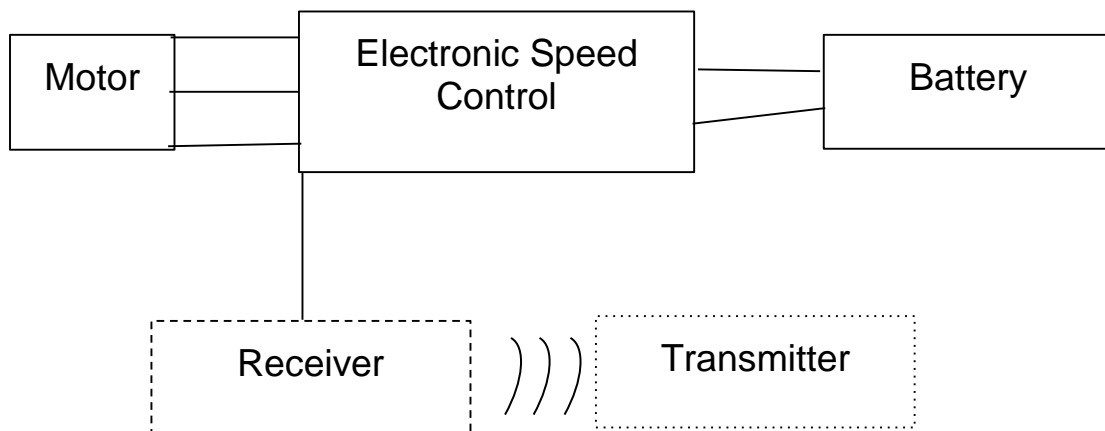 Motor
Electronic Speed
Control
Battery
Receiver
Transmitter